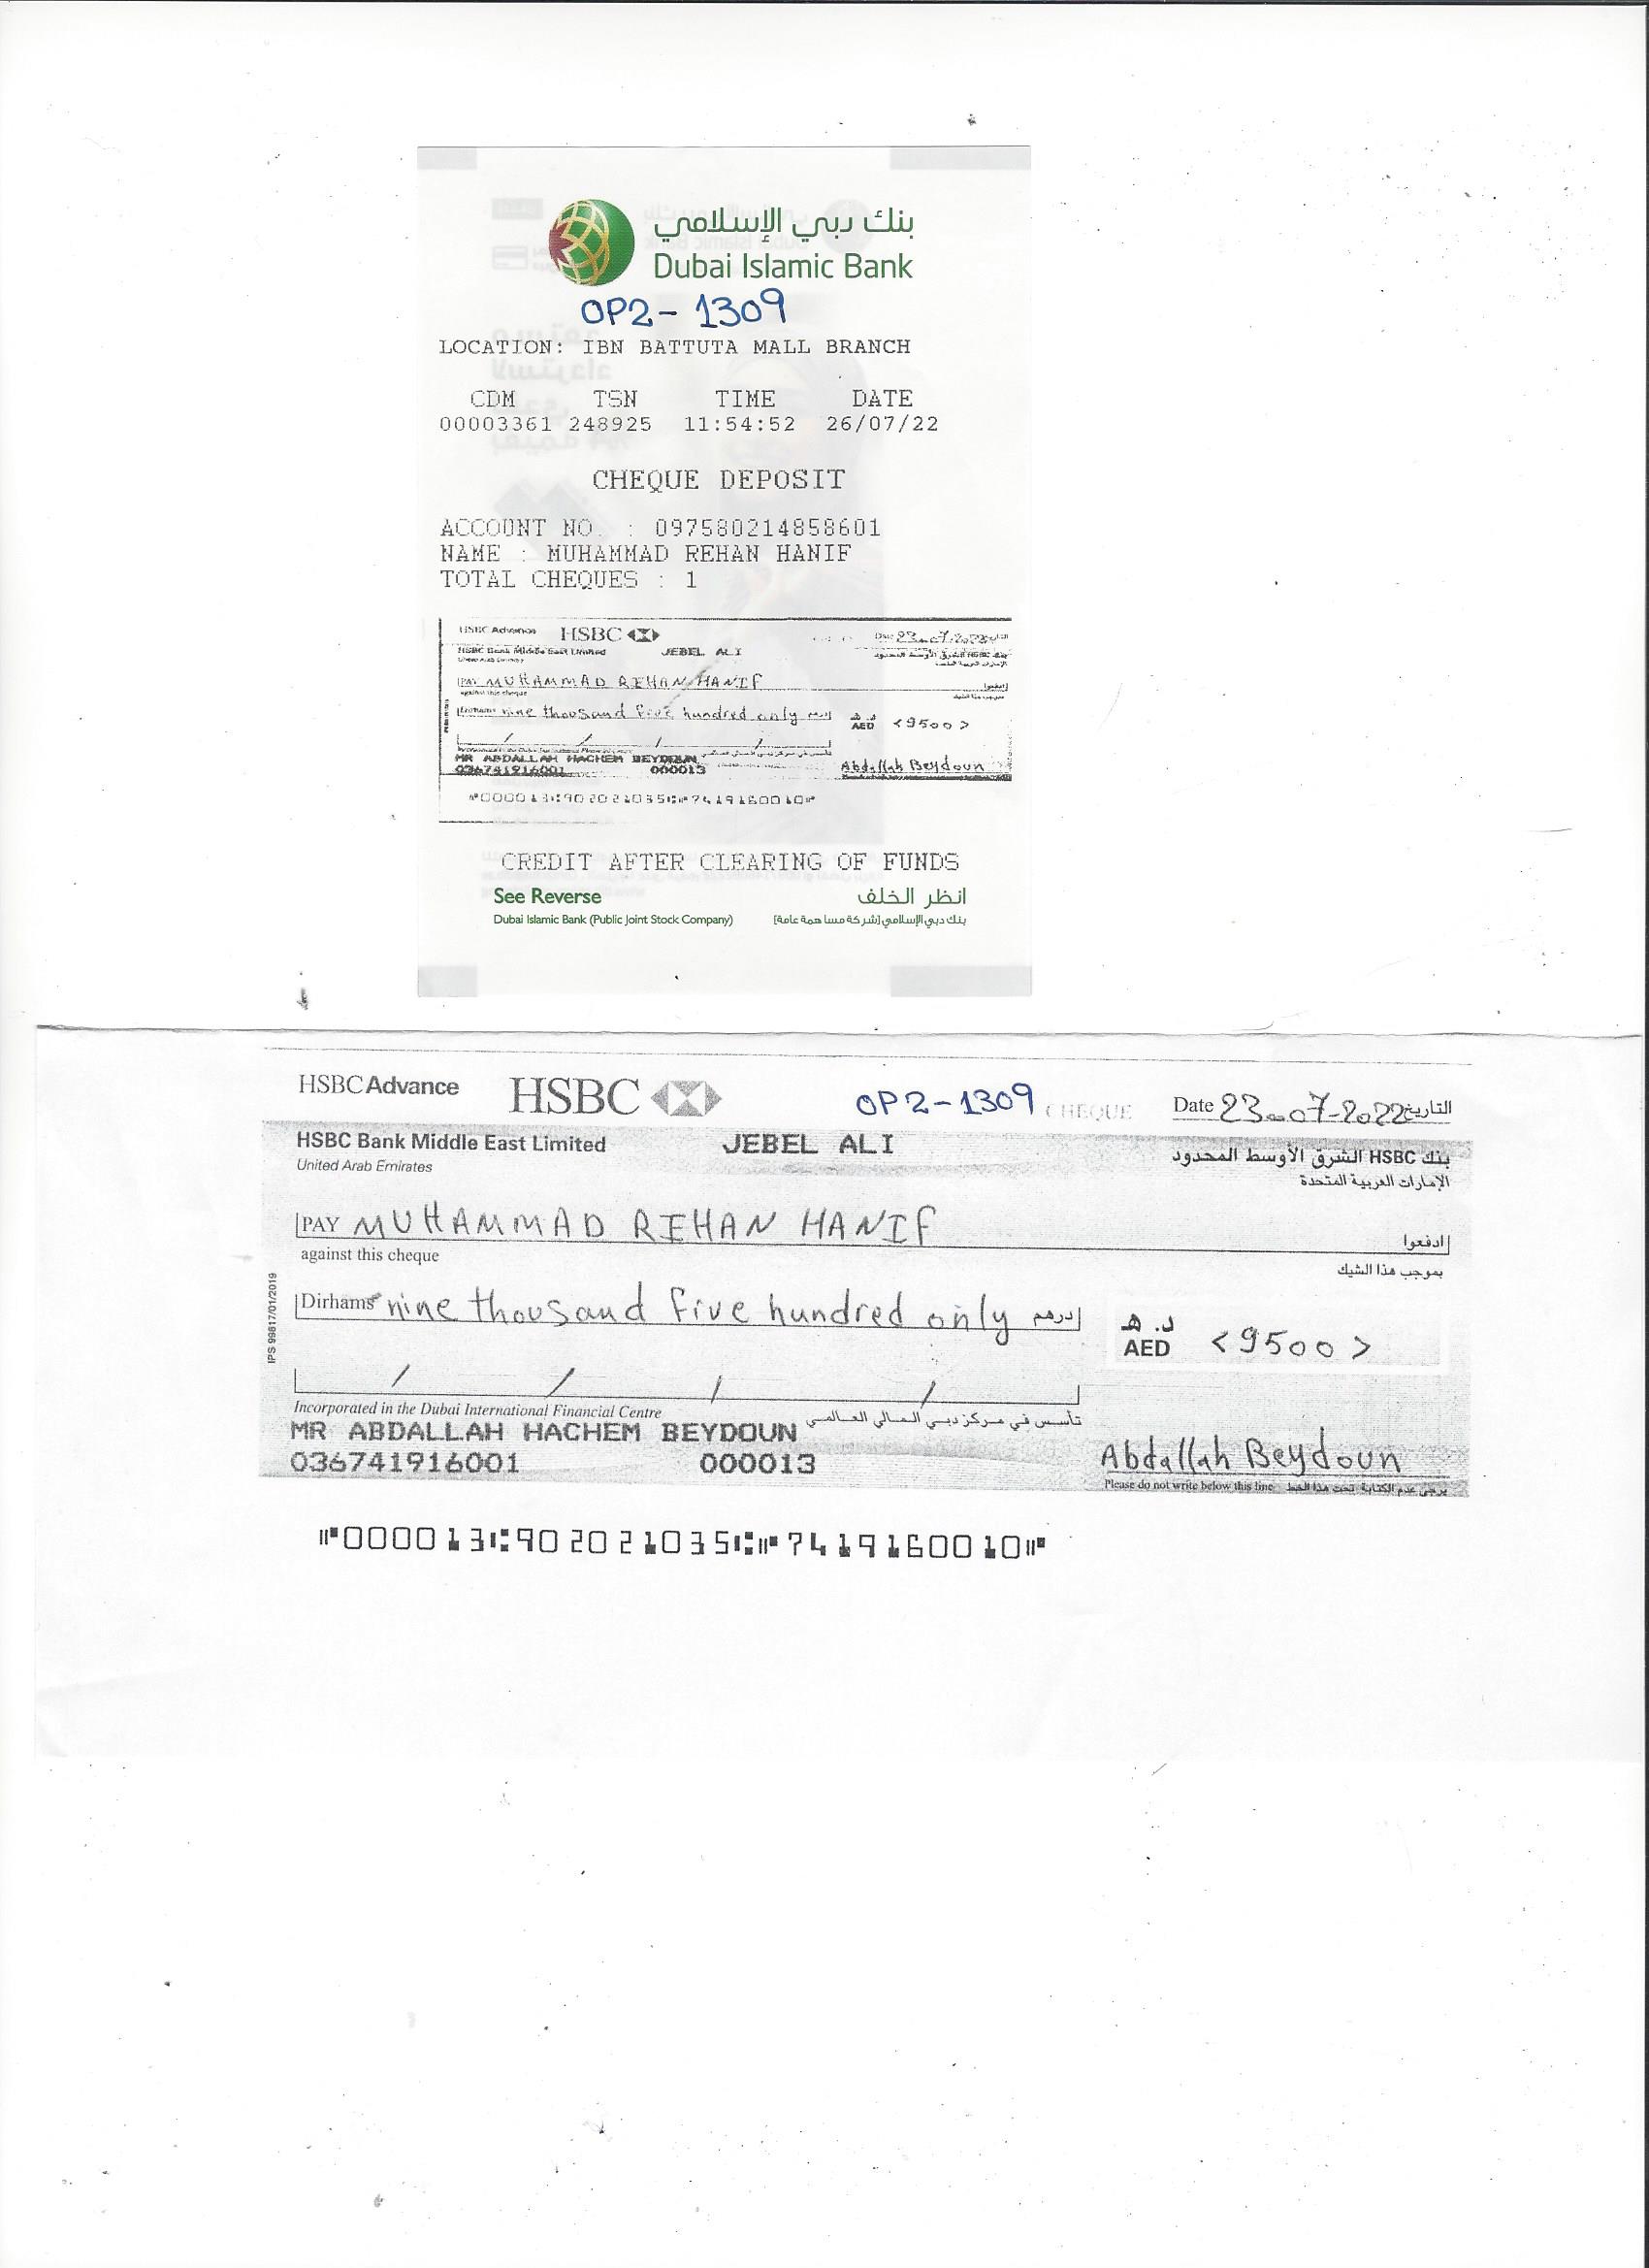 بنك دبي الإسلامي
Dubai Islamic Bank
OP2-1309
LOCATION: IBN BATTUTA MALL BRANCH
CDM TSN TIME DATE
00003361 248925 11:54:52 26/07/22
CHEQUE DEPOSIT
ACCOUNT NO. : 097580214858601
NAME : MUHAMMAD REHAN HANIF
TOTAL CHEQUES : 1
HSBC Advance HSBC Date 23-07-2022
HSBC Bank Middle East Limited JEBEL ALI
PAY MUHAMMAD REHAN HANIF
against this cheque
Dirhams nine thousand five hundred only AED <9500>
MR ABDALLAH HACHEM BEYDOUN
036741916001 000013 Abdallah Beydoun
⑈000013⑆902021035⑆⑈7419160010⑈
CREDIT AFTER CLEARING OF FUNDS
See Reverse انظر الخلف
Dubai Islamic Bank (Public Joint Stock Company) بنك دبي الإسلامي (شركة مساهمة عامة)
HSBC Advance HSBC OP2-1309 CHEQUE Date 23-07-2022 التاريخ
HSBC Bank Middle East Limited JEBEL ALI بنك HSBC الشرق الأوسط المحدود
United Arab Emirates الإمارات العربية المتحدة
PAY MUHAMMAD REHAN HANIF ادفعوا
against this cheque بموجب هذا الشيك
Dirhams nine thousand five hundred only درهم د.هـ AED <9500>
IPS 99817/01/2019
Incorporated in the Dubai International Financial Centre تأسس في مركز دبي المالي العالمي
MR ABDALLAH HACHEM BEYDOUN
036741916001 000013 Abdallah Beydoun
Please do not write below this line يرجى عدم الكتابة تحت هذا الخط
⑈000013⑆902021035⑆⑈7419160010⑈